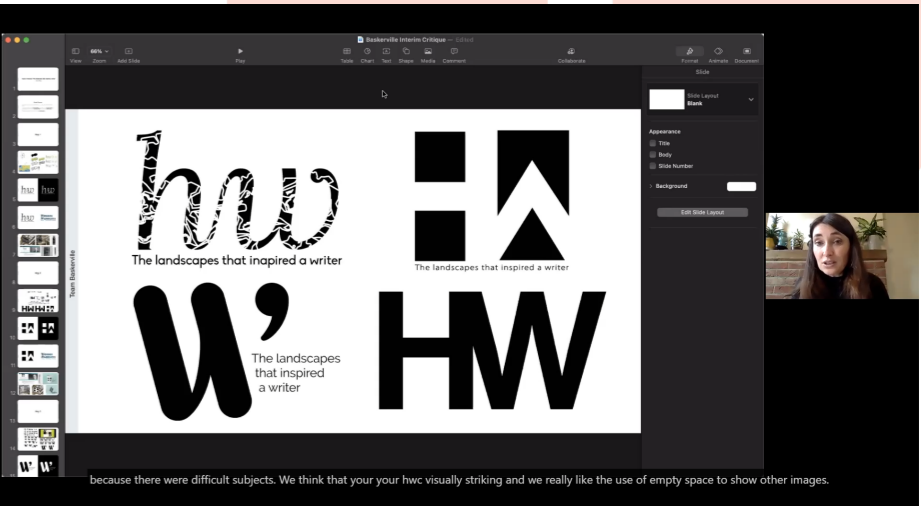 Baskerville Interim Critique — Edited
66%
View
Zoom
Add Slide
Play
Table
Chart
Text
Shape
Media
Comment
Collaborate
Format
Animate
Document
Slide
Slide Layout
Blank
Appearance
Title
Body
Slide Number
Background
Edit Slide Layout
Team Baskerville
hw
The landscapes that inapired a writer
The landscapes that inspired a writer
W’
The landscapes
that inspired
a writer
HW
because there were difficult subjects. We think that your your hwc visually striking and we really like the use of empty space to show other images.